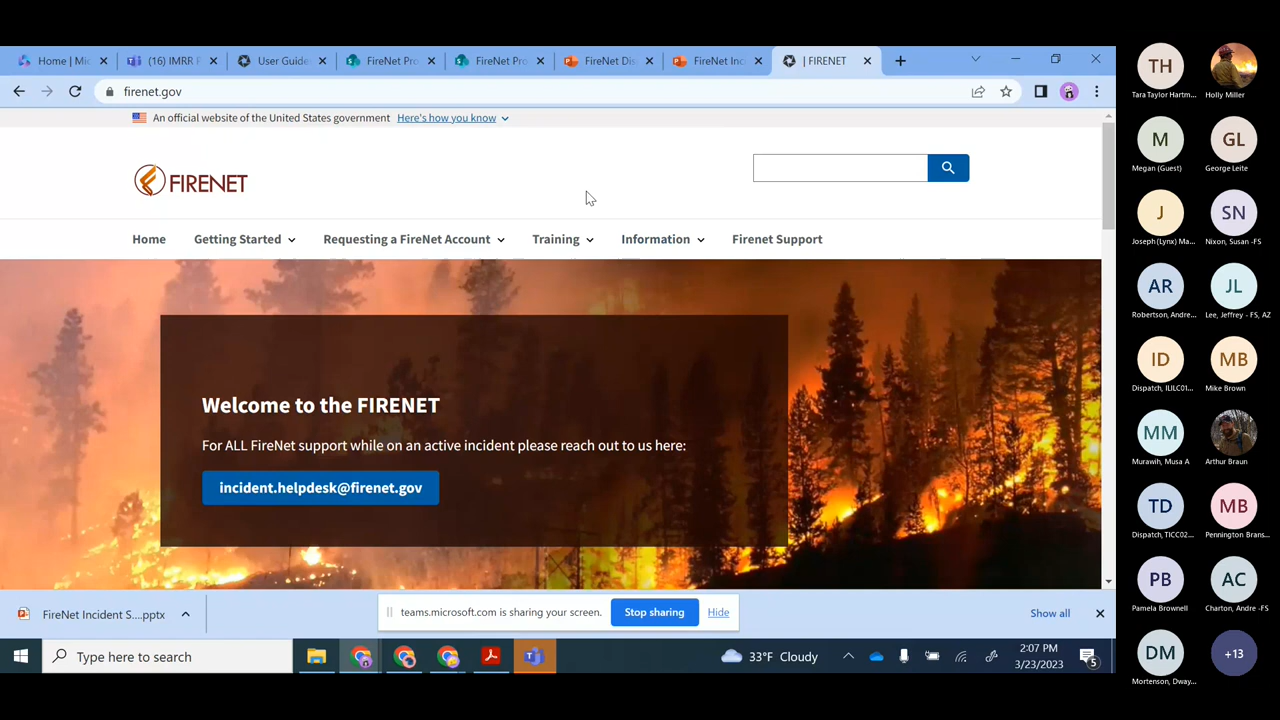 Home | Mic
(16) IMRR F
User Guide
FireNet Pro
FireNet Pro
FireNet Dis
FireNet Inc
| FIRENET
firenet.gov
An official website of the United States government Here's how you know
FIRENET
Home Getting Started Requesting a FireNet Account Training Information Firenet Support
Welcome to the FIRENET
For ALL FireNet support while on an active incident please reach out to us here:
incident.helpdesk@firenet.gov
FireNet Incident S....pptx
teams.microsoft.com is sharing your screen. Stop sharing Hide
Show all
Type here to search
33°F Cloudy
2:07 PM
3/23/2023
5
TH
Tara Taylor Hartm...
Holly Miller
M
Megan (Guest)
GL
George Leite
J
Joseph (Lynx) Ma...
SN
Nixon, Susan -FS
AR
Robertson, Andre...
JL
Lee, Jeffrey - FS, AZ
ID
Dispatch, ILILC01...
MB
Mike Brown
MM
Murawih, Musa A
Arthur Braun
TD
Dispatch, TICC02...
MB
Pennington Brans...
PB
Pamela Brownell
AC
Charton, Andre -FS
DM
Mortenson, Dway...
+13